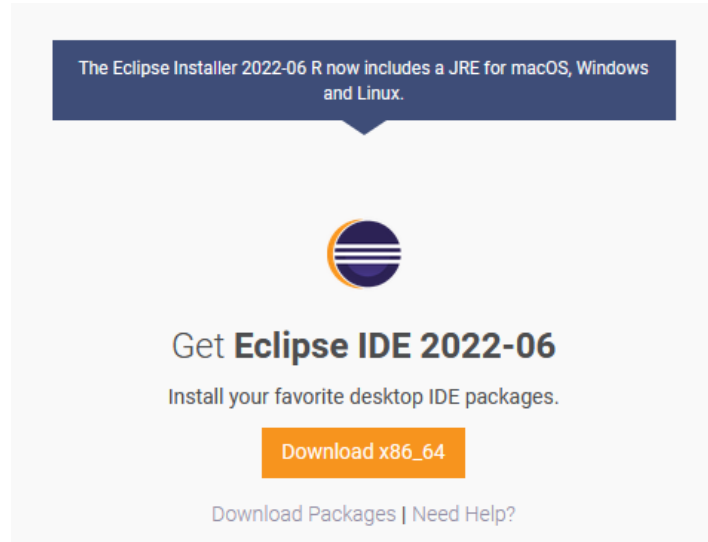 The Eclipse Installer 2022-06 R now includes a JRE for macOS, Windows
and Linux.
Get Eclipse IDE 2022-06
Install your favorite desktop IDE packages.
Download x86_64
Download Packages | Need Help?